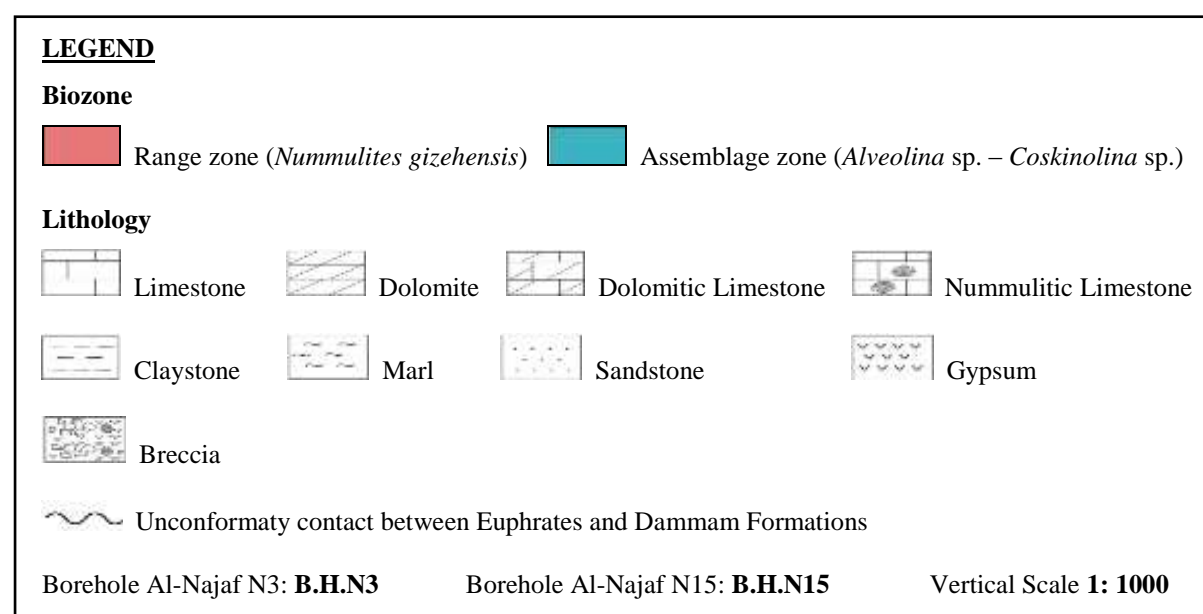 LEGEND
Biozone
Range zone (Nummulites gizehensis) Assemblage zone (Alveolina sp. – Coskinolina sp.)
Lithology
Limestone Dolomite Dolomitic Limestone Nummulitic Limestone
Claystone Marl Sandstone Gypsum
Breccia
Unconformaty contact between Euphrates and Dammam Formations
Borehole Al-Najaf N3: B.H.N3 Borehole Al-Najaf N15: B.H.N15 Vertical Scale 1: 1000